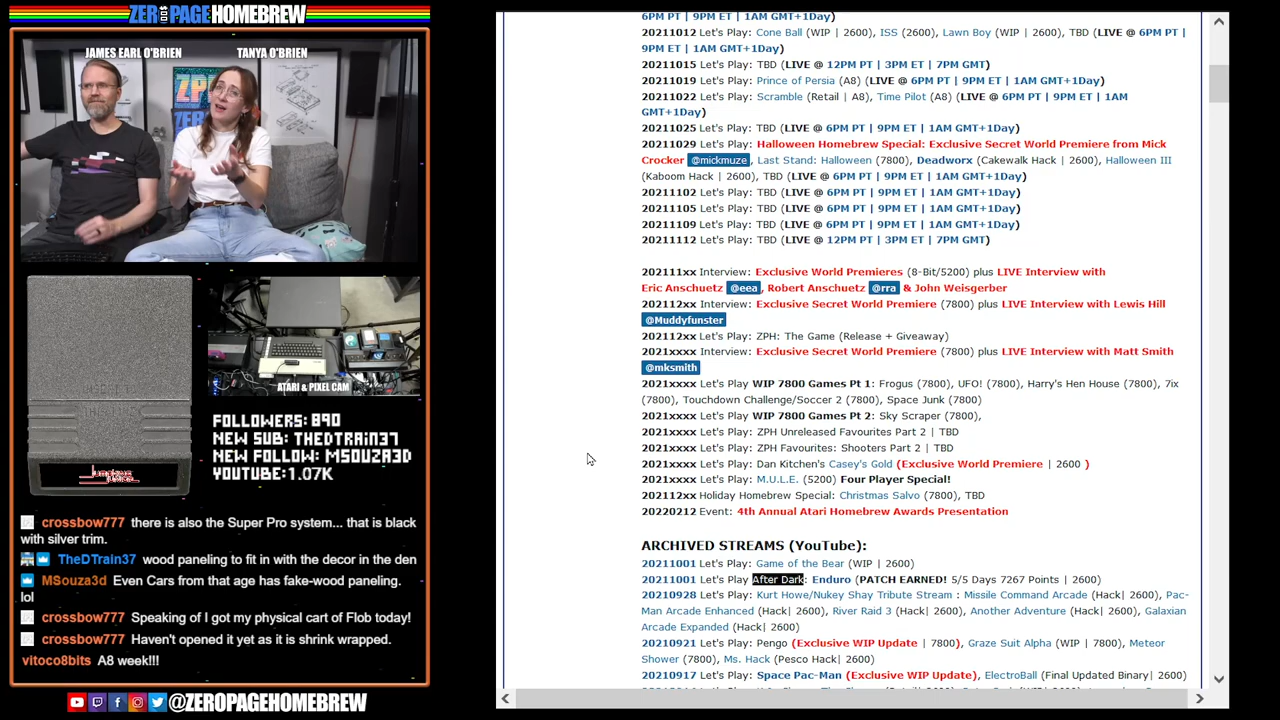 ZEROPAGEHOMEBREW
JAMES EARL O'BRIEN
TANYA O'BRIEN
ATARI & PIXEL CAM
FOLLOWERS: 890
NEW SUB: THEDTRAIN37
NEW FOLLOW: MSOUZA3D
YOUTUBE:1.07K
crossbow777 there is also the Super Pro system... that is black
with silver trim.
TheDTrain37 wood paneling to fit in with the decor in the den
MSouza3d Even Cars from that age has fake-wood paneling.
lol
crossbow777 Speaking of I got my physical cart of Flob today!
crossbow777 Haven't opened it yet as it is shrink wrapped.
vitoco8bits A8 week!!!
@ZEROPAGEHOMEBREW
6PM PT | 9PM ET | 1AM GMT+1Day)
20211012 Let's Play: Cone Ball (WIP | 2600), ISS (2600), Lawn Boy (WIP | 2600), TBD (LIVE @ 6PM PT |
9PM ET | 1AM GMT+1Day)
20211015 Let's Play: TBD (LIVE @ 12PM PT | 3PM ET | 7PM GMT)
20211019 Let's Play: Prince of Persia (A8) (LIVE @ 6PM PT | 9PM ET | 1AM GMT+1Day)
20211022 Let's Play: Scramble (Retail | A8), Time Pilot (A8) (LIVE @ 6PM PT | 9PM ET | 1AM
GMT+1Day)
20211025 Let's Play: TBD (LIVE @ 6PM PT | 9PM ET | 1AM GMT+1Day)
20211029 Let's Play: Halloween Homebrew Special: Exclusive Secret World Premiere from Mick
Crocker @mickmuze, Last Stand: Halloween (7800), Deadworx (Cakewalk Hack | 2600), Halloween III
(Kaboom Hack | 2600), TBD (LIVE @ 6PM PT | 9PM ET | 1AM GMT+1Day)
20211102 Let's Play: TBD (LIVE @ 6PM PT | 9PM ET | 1AM GMT+1Day)
20211105 Let's Play: TBD (LIVE @ 6PM PT | 9PM ET | 1AM GMT+1Day)
20211109 Let's Play: TBD (LIVE @ 6PM PT | 9PM ET | 1AM GMT+1Day)
20211112 Let's Play: TBD (LIVE @ 12PM PT | 3PM ET | 7PM GMT)
202111xx Interview: Exclusive World Premieres (8-Bit/5200) plus LIVE Interview with
Eric Anschuetz @eea, Robert Anschuetz @rra & John Weisgerber
202112xx Interview: Exclusive Secret World Premiere (7800) plus LIVE Interview with Lewis Hill
@Muddyfunster
202112xx Let's Play: ZPH: The Game (Release + Giveaway)
2021xxxx Interview: Exclusive Secret World Premiere (7800) plus LIVE Interview with Matt Smith
@mksmith
2021xxxx Let's Play WIP 7800 Games Pt 1: Frogus (7800), UFO! (7800), Harry's Hen House (7800), 7ix
(7800), Touchdown Challenge/Soccer 2 (7800), Space Junk (7800)
2021xxxx Let's Play WIP 7800 Games Pt 2: Sky Scraper (7800),
2021xxxx Let's Play: ZPH Unreleased Favourites Part 2 | TBD
2021xxxx Let's Play: ZPH Favourites: Shooters Part 2 | TBD
2021xxxx Let's Play: Dan Kitchen's Casey's Gold (Exclusive World Premiere | 2600 )
2021xxxx Let's Play: M.U.L.E. (5200) Four Player Special!
202112xx Holiday Homebrew Special: Christmas Salvo (7800), TBD
20220212 Event: 4th Annual Atari Homebrew Awards Presentation
ARCHIVED STREAMS (YouTube):
20211001 Let's Play: Game of the Bear (WIP | 2600)
20211001 Let's Play After Dark: Enduro (PATCH EARNED! 5/5 Days 7267 Points | 2600)
20210928 Let's Play: Kurt Howe/Nukey Shay Tribute Stream : Missile Command Arcade (Hack| 2600), Pac-
Man Arcade Enhanced (Hack| 2600), River Raid 3 (Hack| 2600), Another Adventure (Hack| 2600), Galaxian
Arcade Expanded (Hack| 2600)
20210921 Let's Play: Pengo (Exclusive WIP Update | 7800), Graze Suit Alpha (WIP | 7800), Meteor
Shower (7800), Ms. Hack (Pesco Hack| 2600)
20210917 Let's Play: Space Pac-Man (Exclusive WIP Update), ElectroBall (Final Updated Binary| 2600)